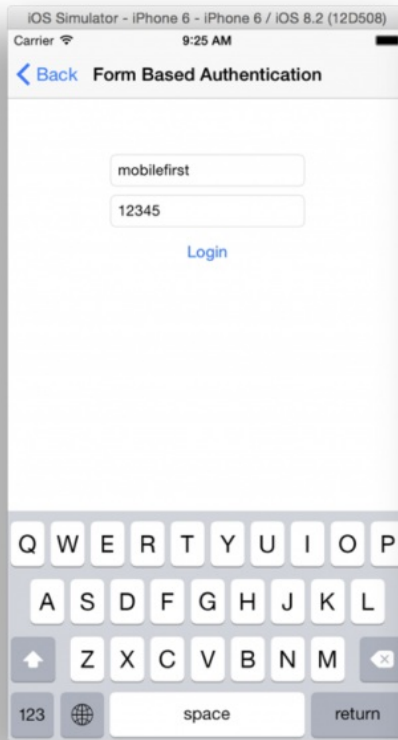 iOS Simulator - iPhone 6 - iPhone 6 / iOS 8.2 (12D508)
Carrier 9:25 AM
Back Form Based Authentication
mobilefirst
12345
Login
Q W E R T Y U I O P
A S D F G H J K L
Z X C V B N M
123 space return